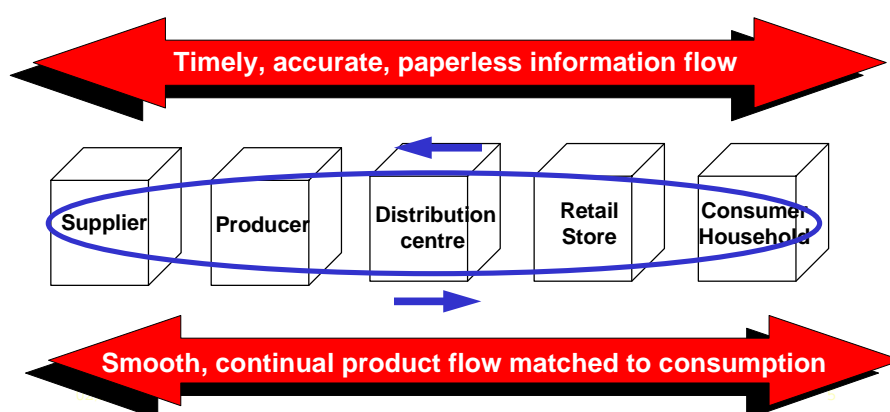 Timely, accurate, paperless information flow
Supplier
Producer
Distribution
centre
Retail
Store
Consumer
Household
Smooth, continual product flow matched to consumption